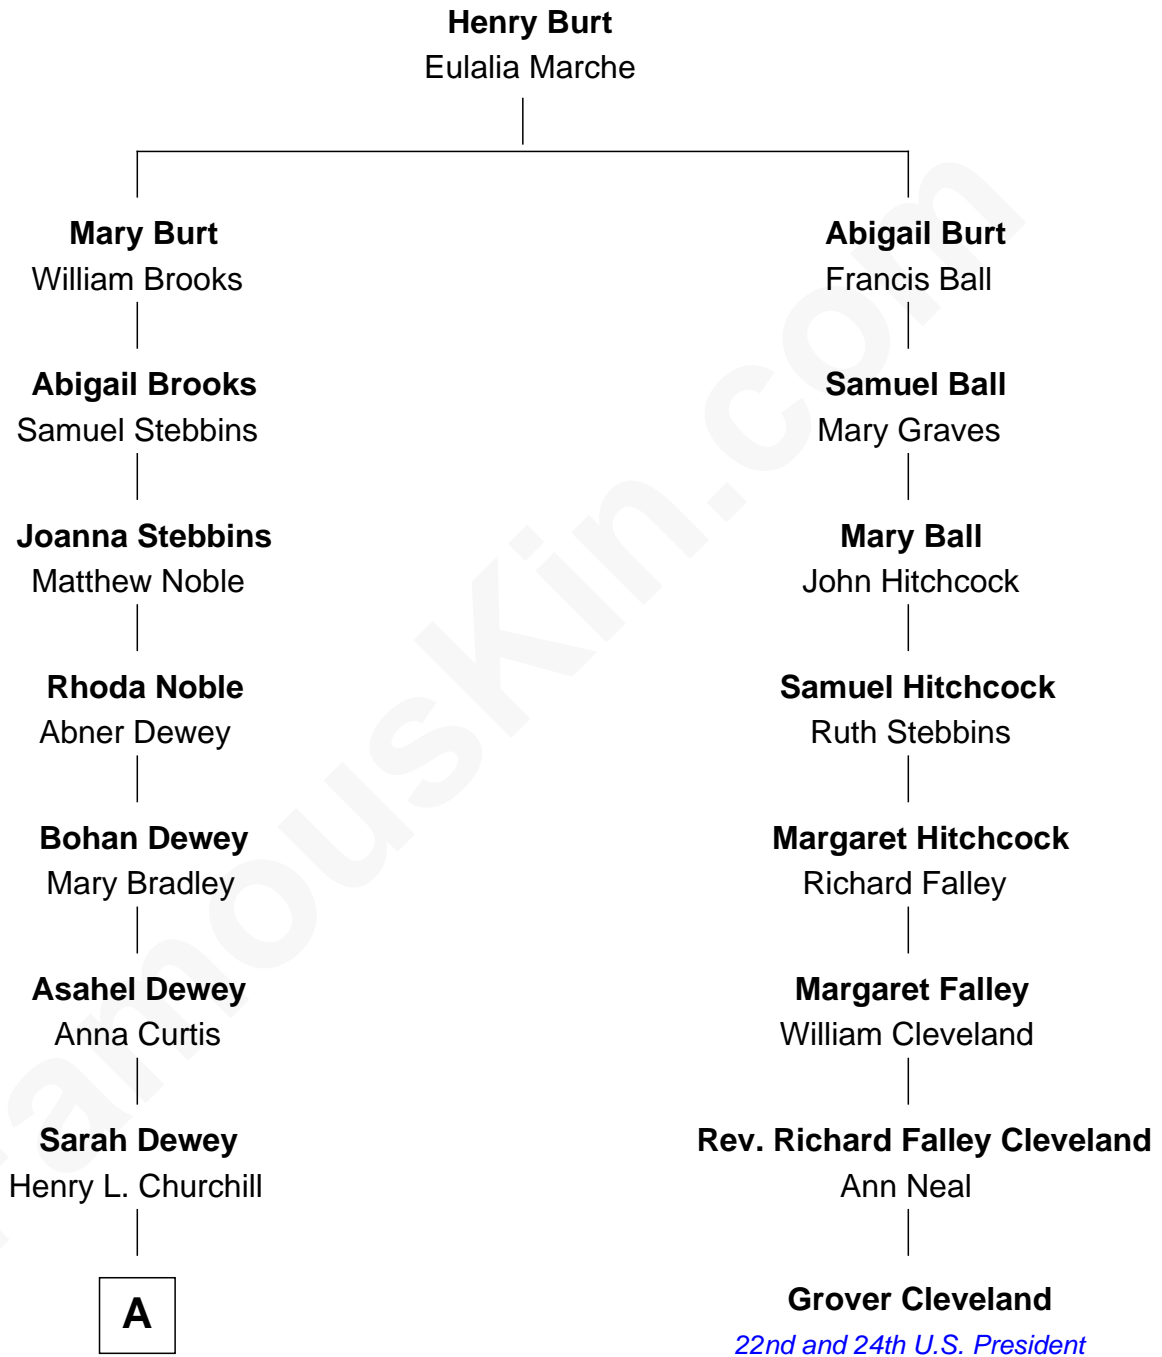 Henry Burt
Eulalia Marche
Mary Burt
William Brooks
Abigail Burt
Francis Ball
Abigail Brooks
Samuel Stebbins
Samuel Ball
Mary Graves
Joanna Stebbins
Matthew Noble
Mary Ball
John Hitchcock
Rhoda Noble
Abner Dewey
Samuel Hitchcock
Ruth Stebbins
Bohan Dewey
Mary Bradley
Margaret Hitchcock
Richard Falley
Asahel Dewey
Anna Curtis
Margaret Falley
William Cleveland
Sarah Dewey
Henry L. Churchill
Rev. Richard Falley Cleveland
Ann Neal
A
Grover Cleveland
22nd and 24th U.S. President
FamousKin.com